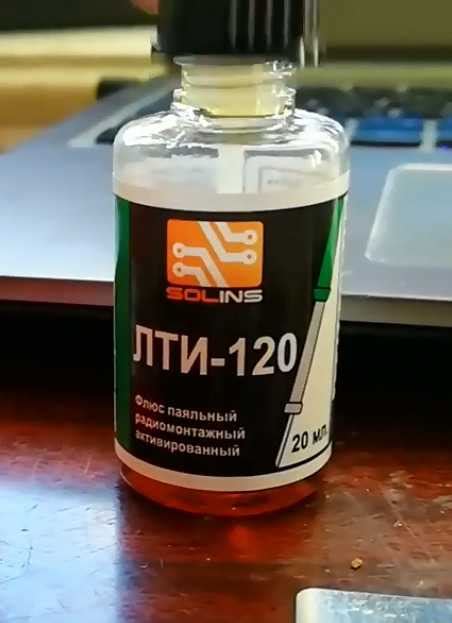 SOLINS
ЛТИ-120
Флюс паяльный
радиомонтажный
активированный
20 мл.